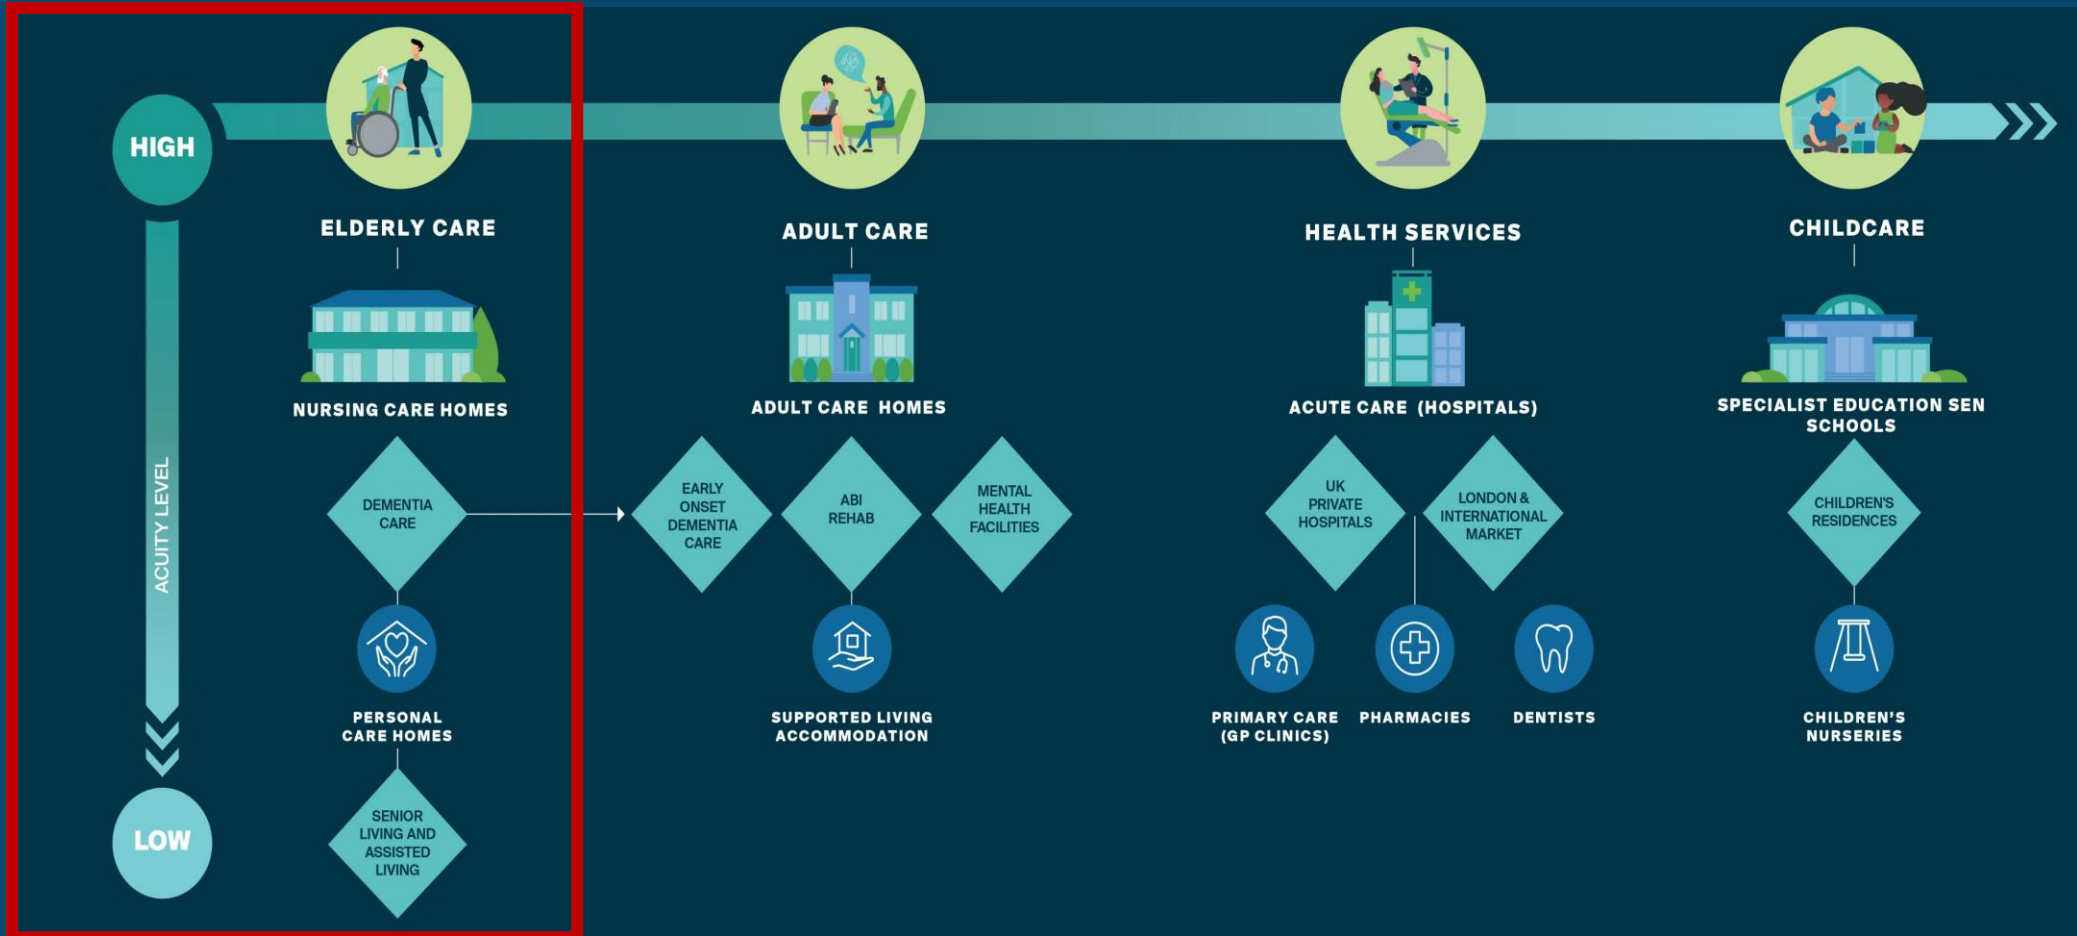 HIGH
ACUITY LEVEL
LOW
ELDERLY CARE
NURSING CARE HOMES
DEMENTIA
CARE
PERSONAL
CARE HOMES
SENIOR
LIVING AND
ASSISTED
LIVING
ADULT CARE
ADULT CARE HOMES
EARLY
ONSET
DEMENTIA
CARE
ABI
REHAB
MENTAL
HEALTH
FACILITIES
SUPPORTED LIVING
ACCOMMODATION
HEALTH SERVICES
ACUTE CARE (HOSPITALS)
UK
PRIVATE
HOSPITALS
LONDON &
INTERNATIONAL
MARKET
PRIMARY CARE
(GP CLINICS)
PHARMACIES
DENTISTS
CHILDCARE
SPECIALIST EDUCATION SEN
SCHOOLS
CHILDREN'S
RESIDENCES
CHILDREN'S
NURSERIES